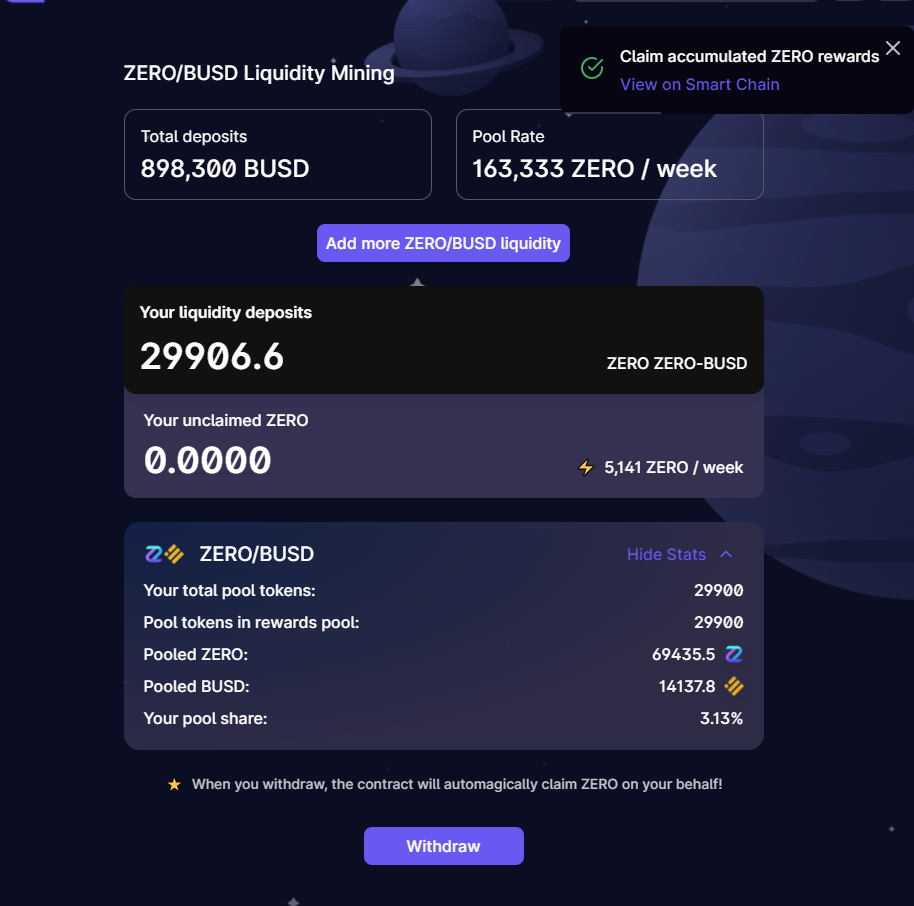 ZERO/BUSD Liquidity Mining
Claim accumulated ZERO rewards
View on Smart Chain
Total deposits
898,300 BUSD
Pool Rate
163,333 ZERO / week
Add more ZERO/BUSD liquidity
Your liquidity deposits
29906.6
ZERO ZERO-BUSD
Your unclaimed ZERO
0.0000
5,141 ZERO / week
ZERO/BUSD
Hide Stats
Your total pool tokens: 29900
Pool tokens in rewards pool: 29900
Pooled ZERO: 69435.5
Pooled BUSD: 14137.8
Your pool share: 3.13%
When you withdraw, the contract will automagically claim ZERO on your behalf!
Withdraw